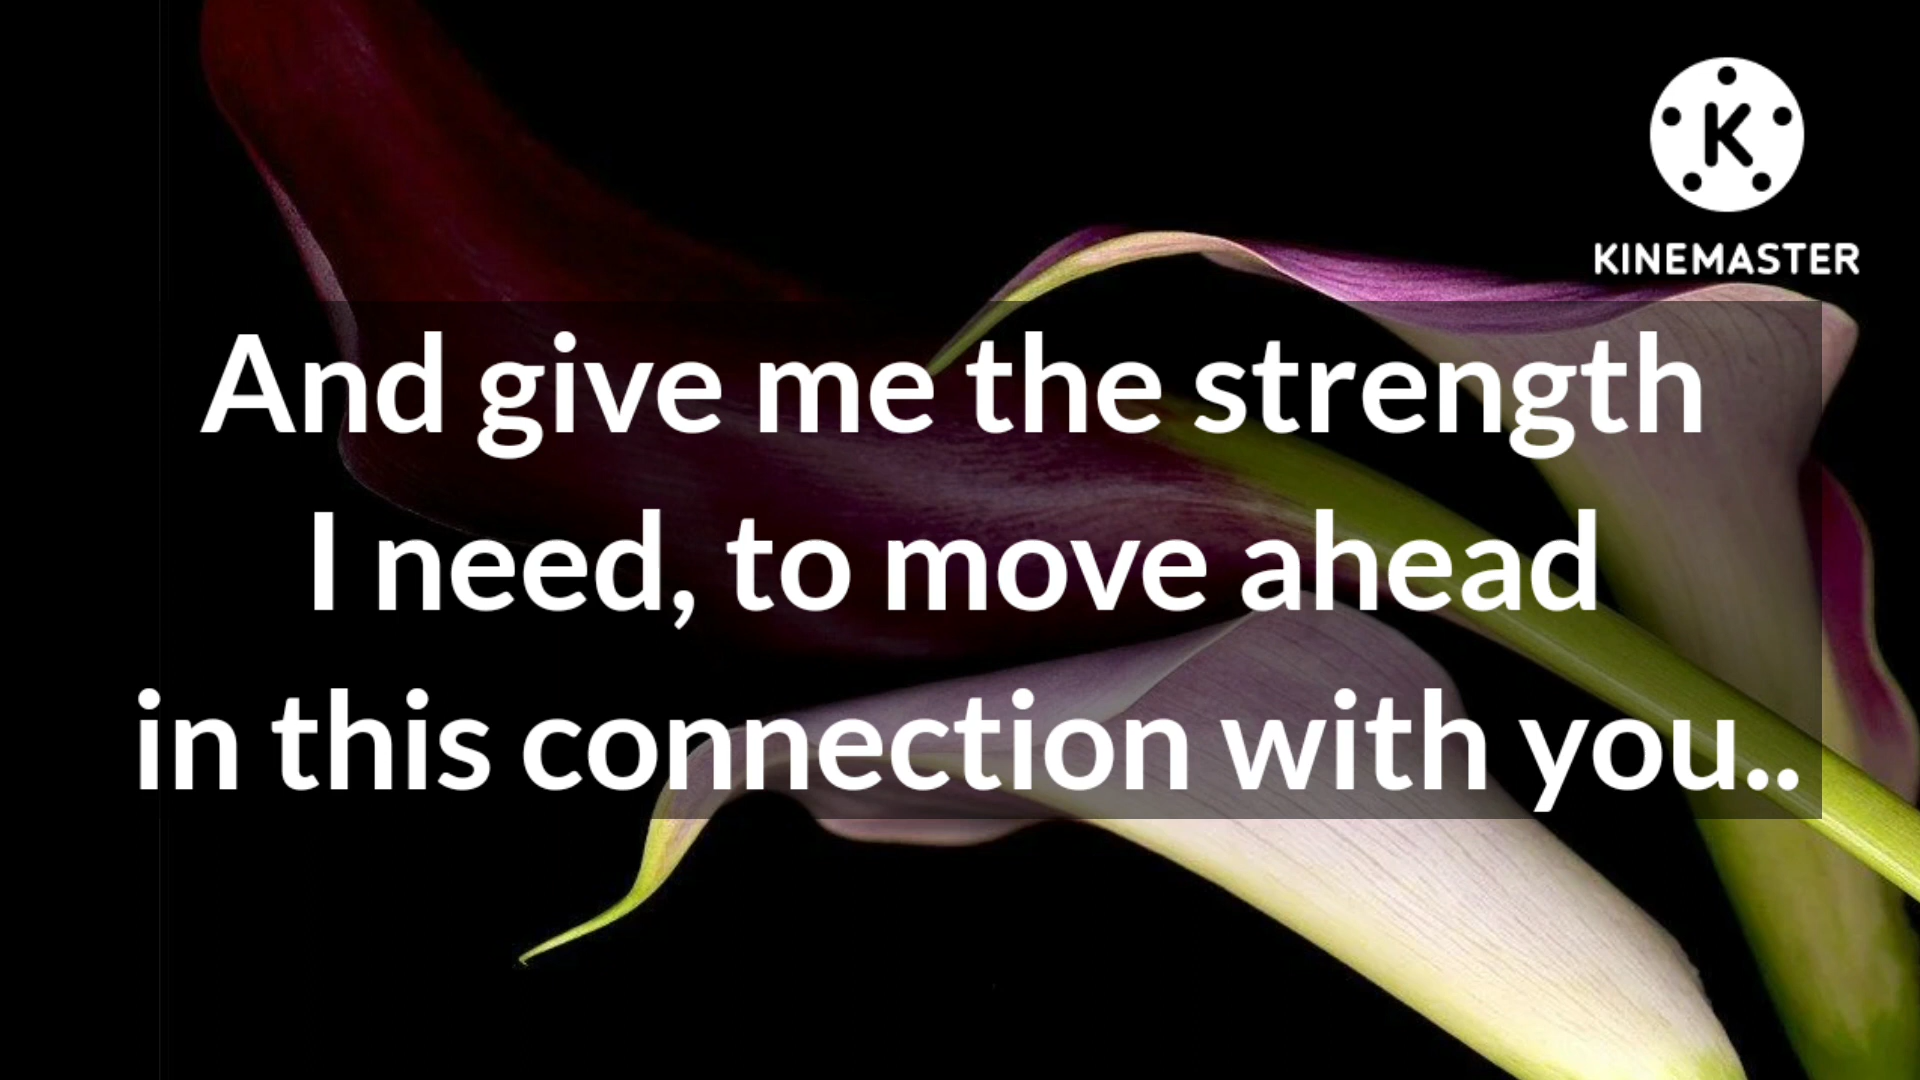 K
KINEMASTER
And give me the strength
I need, to move ahead
in this connection with you..